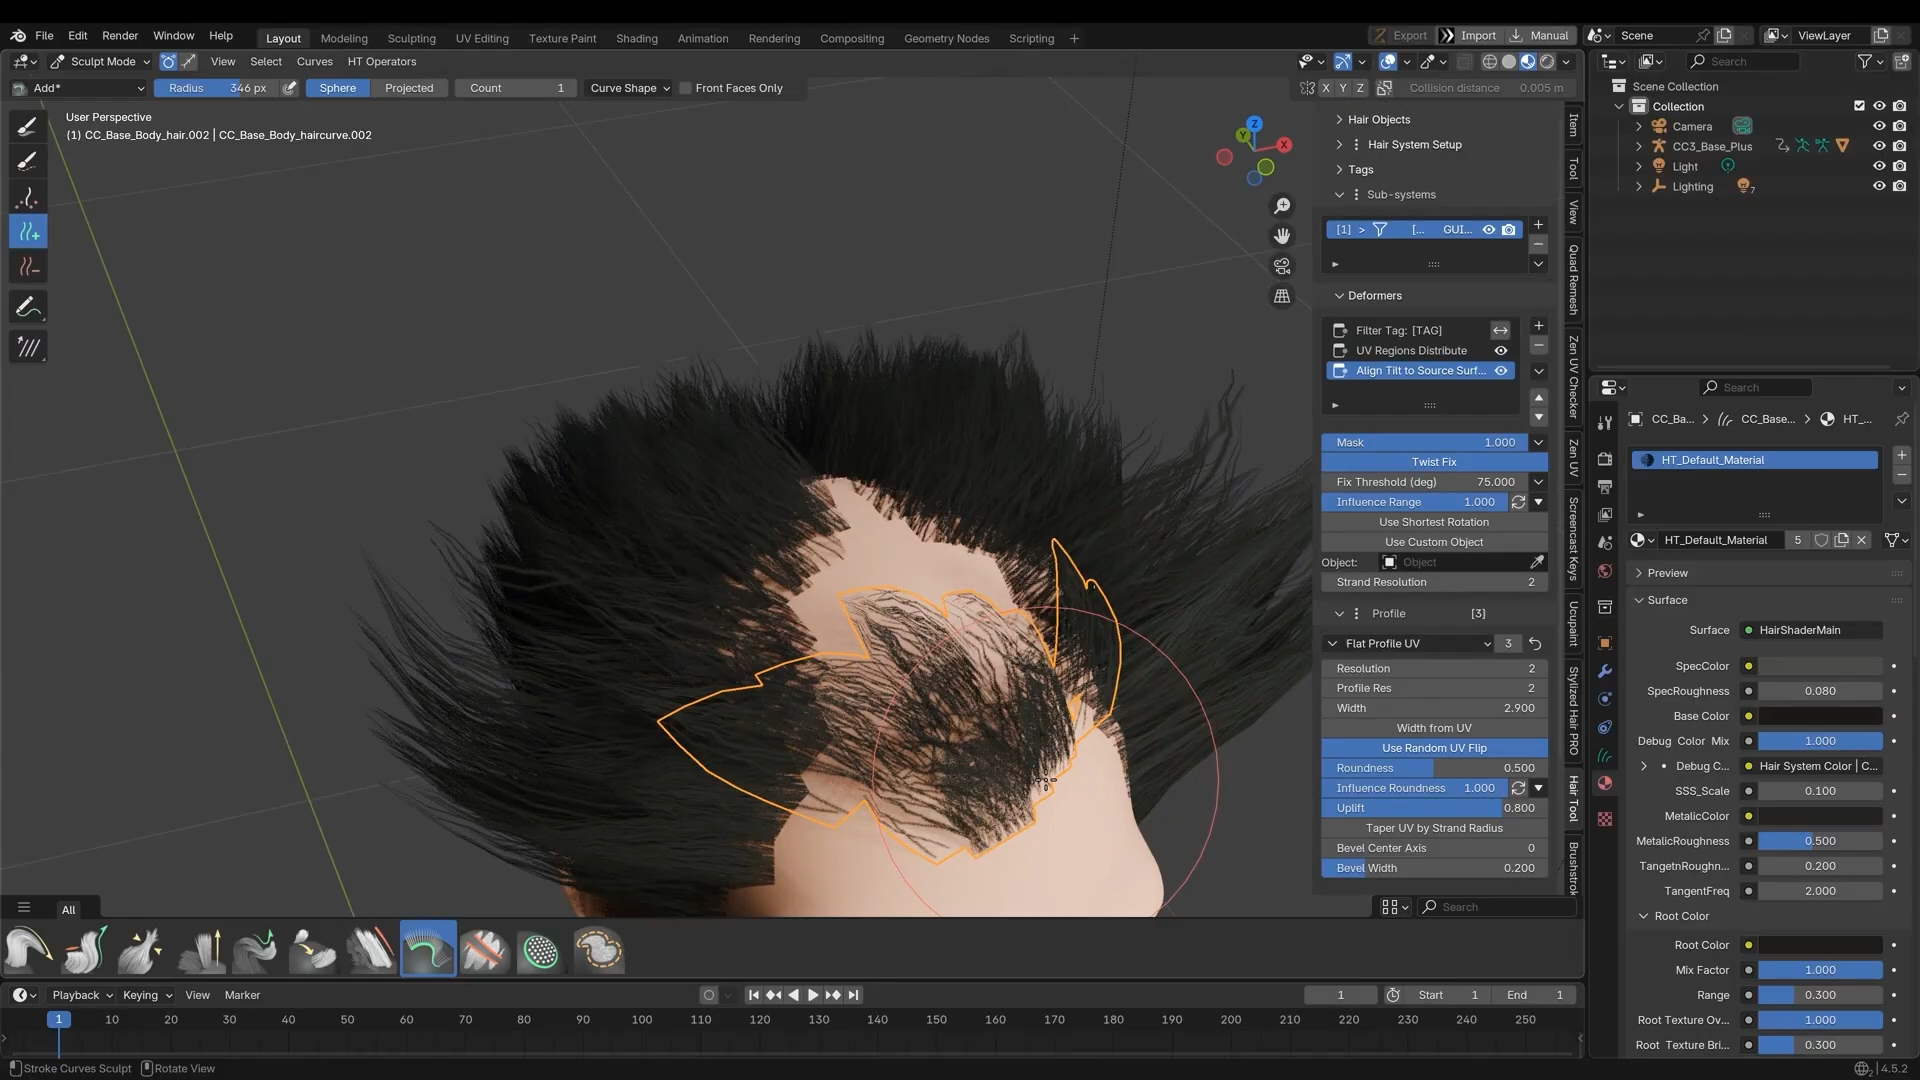 File Edit Render Window Help Layout Modeling Sculpting UV Editing Texture Paint Shading Animation Rendering Compositing Geometry Nodes Scripting + Export Import Manual Scene ViewLayer
Sculpt Mode View Select Curves HT Operators Search
Add* Radius 346 px Sphere Projected Count 1 Curve Shape Front Faces Only X Y Z Collision distance 0.005 m
User Perspective
(1) CC_Base_Body_hair.002 | CC_Base_Body_haircurve.002
Z
Y
X
Hair Objects
Hair System Setup
Tags
Sub-systems
[1] > [... GUI...
Deformers
Filter Tag: [TAG]
UV Regions Distribute
Align Tilt to Source Surf...
Mask 1.000
Twist Fix
Fix Threshold (deg) 75.000
Influence Range 1.000
Use Shortest Rotation
Use Custom Object
Object: Object
Strand Resolution 2
Profile [3]
Flat Profile UV 3
Resolution 2
Profile Res 2
Width 2.900
Width from UV
Use Random UV Flip
Roundness 0.500
Influence Roundness 1.000
Uplift 0.800
Taper UV by Strand Radius
Bevel Center Axis 0
Bevel Width 0.200
Search
Item
Tool
View
Quad Remesh
Zen UV Checker
Zen UV
Screencast Keys
Ucupaint
Stylized Hair PRO
Hair Tool
Brushstrok
Scene Collection
Collection
Camera
CC3_Base_Plus
Light
Lighting 7
Search
CC_Ba... CC_Base... HT_...
HT_Default_Material
HT_Default_Material 5
Preview
Surface
Surface HairShaderMain
SpecColor
SpecRoughness 0.080
Base Color
Debug Color Mix 1.000
Debug C... Hair System Color | C...
SSS_Scale 0.100
MetalicColor
MetalicRoughness 0.500
TangetnRoughn... 0.200
TangentFreq 2.000
Root Color
Root Color
Mix Factor 1.000
Range 0.300
Root Texture Ov... 1.000
Root Texture Bri... 0.300
All
Playback Keying View Marker 1 Start 1 End 1
1 10 20 30 40 50 60 70 80 90 100 110 120 130 140 150 160 170 180 190 200 210 220 230 240 250
Stroke Curves Sculpt Rotate View 4.5.2